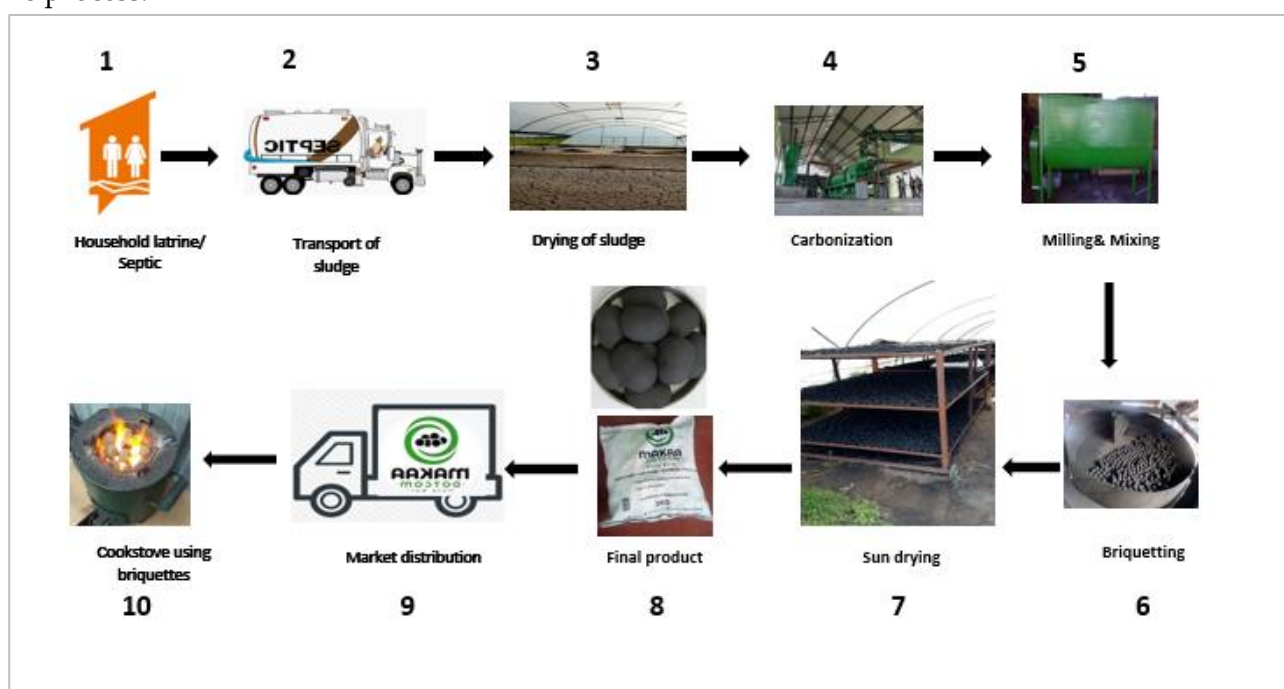 1
2
3
4
5
SEPTIC
Household latrine/
Septic
Transport of
sludge
Drying of sludge
Carbonization
Milling& Mixing
MAKAA
DOTCOM
MAKAA
Cookstove using
briquettes
Market distribution
Final product
Sun drying
Briquetting
10
9
8
7
6